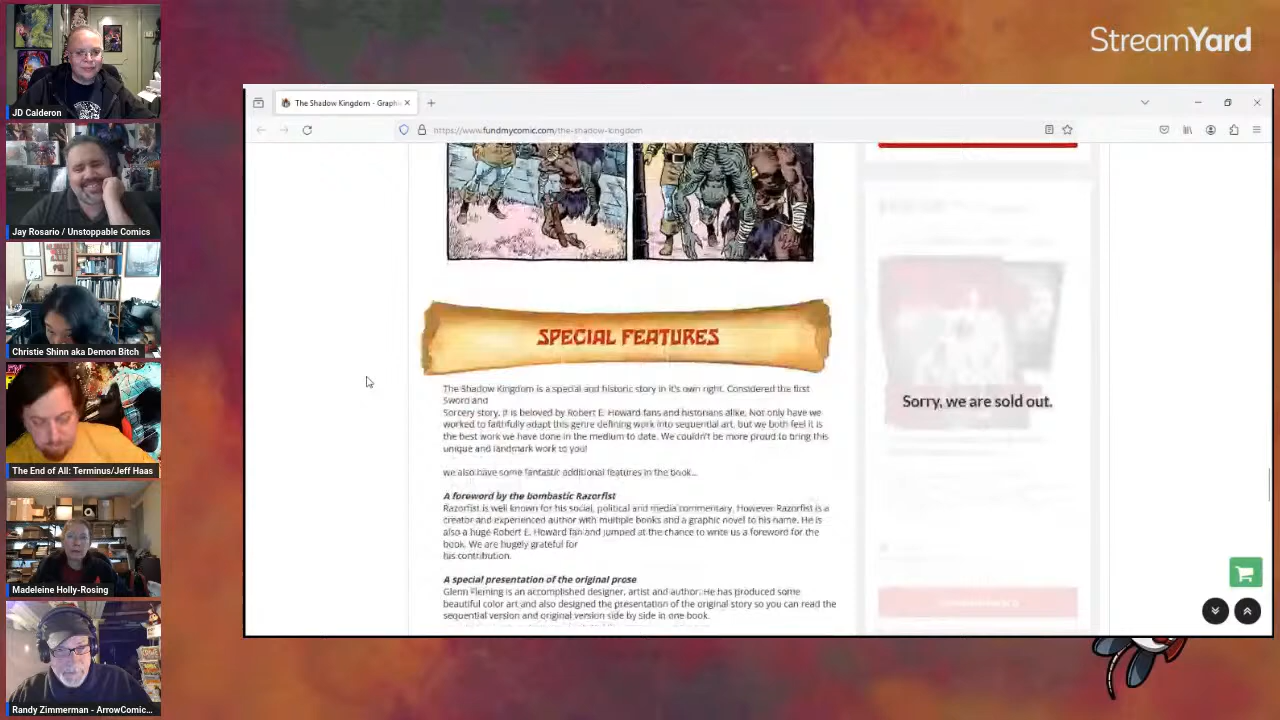 StreamYard
JD Calderon
Jay Rosario / Unstoppable Comics
Christie Shinn aka Demon Bitch
The End of All: Terminus/Jeff Haas
Madeleine Holly-Rosing
Randy Zimmerman - ArrowComic...
The Shadow Kingdom - Graphi
https://www.fundmycomic.com/the-shadow-kingdom
SPECIAL FEATURES
The Shadow Kingdom is a special and historic story in it's own right. Considered the first
Sword and
Sorcery story, it is beloved by Robert E. Howard fans and historians alike. Not only have we
worked to faithfully adapt this genre defining work into sequential art, but we both feel it is
the best work we have done in the medium to date. We couldn't be more proud to bring this
unique and landmark work to you!
we also have some fantastic additional features in the book...
A foreword by the bombastic Razorfist
Razorfist is well known for his social, political and media commentary. However Razorfist is a
creator and experienced author with multiple books and a graphic novel to his name. He is
also a huge Robert E. Howard fan and jumped at the chance to write us a foreword for the
book. We are hugely grateful for
his contribution.
A special presentation of the original prose
Glenn Fleming is an accomplished designer, artist and author. He has produced some
beautiful color art and also designed the presentation of the original story so you can read the
sequential version and original version side by side in one book.
Sorry, we are sold out.